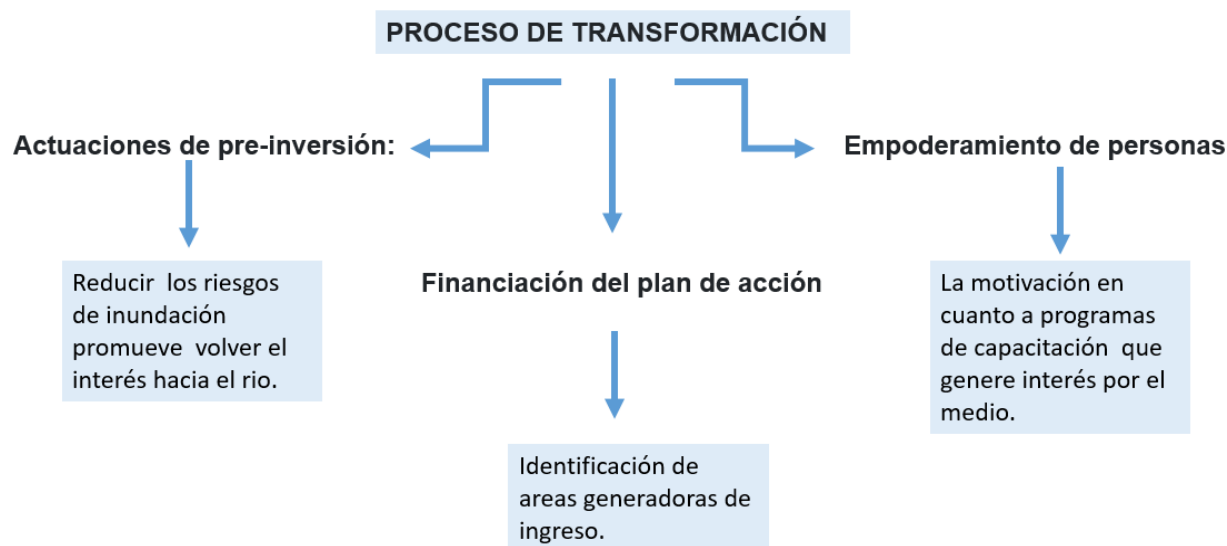 PROCESO DE TRANSFORMACIÓN
Actuaciones de pre-inversión:
Empoderamiento de personas
Reducir los riesgos
de inundación
promueve volver el
interés hacia el rio.
Financiación del plan de acción
La motivación en
cuanto a programas
de capacitación que
genere interés por el
medio.
Identificación de
areas generadoras de
ingreso.